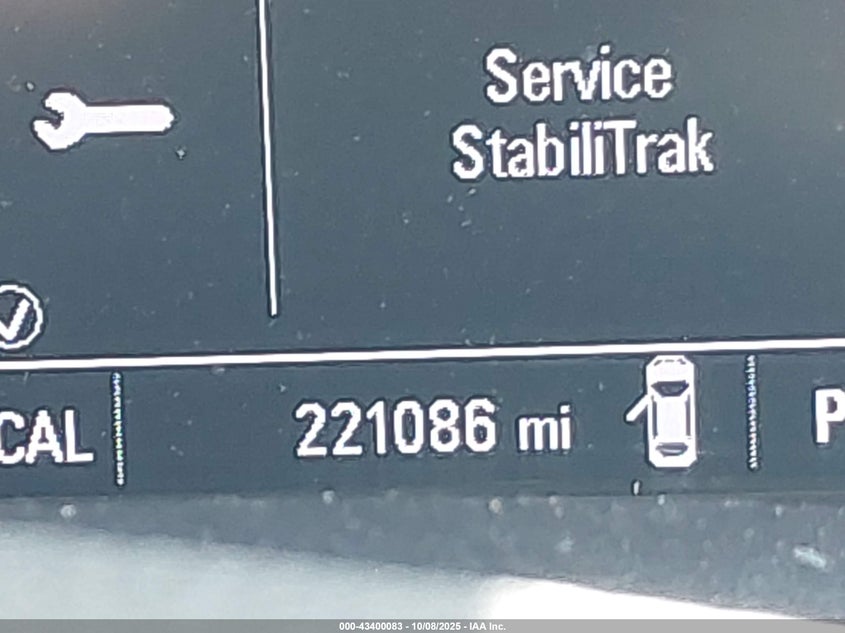 Service
StabiliTrak
CAL
221086 mi
P
000-43400083 - 10/08/2025 - IAA Inc.